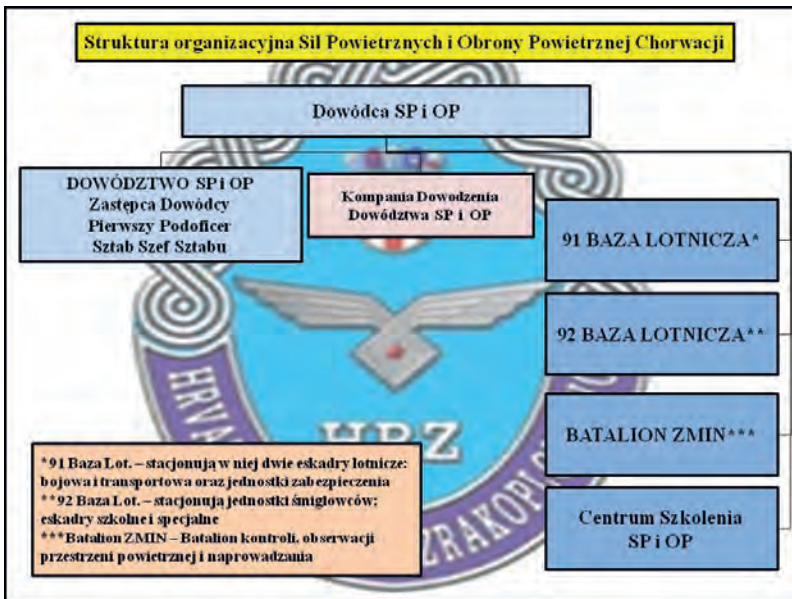 Struktura organizacyjna Sił Powietrznych i Obrony Powietrznej Chorwacji
Dowódca SP i OP
DOWÓDZTWO SP i OP
Zastępca Dowódcy
Pierwszy Podoficer
Sztab Szef Sztabu
Kompania Dowodzenia
Dowództwa SP i OP
91 BAZA LOTNICZA*
92 BAZA LOTNICZA**
BATALION ZMIN***
Centrum Szkolenia
SP i OP
*91 Baza Lot. – stacjonują w niej dwie eskadry lotnicze:
bojowa i transportowa oraz jednostki zabezpieczenia
**92 Baza Lot. – stacjonują jednostki śmigłowców;
eskadry szkolne i specjalne
***Batalion ZMIN – Batalion kontroli, obserwacji
przestrzeni powietrznej i naprowadzania
HRZ